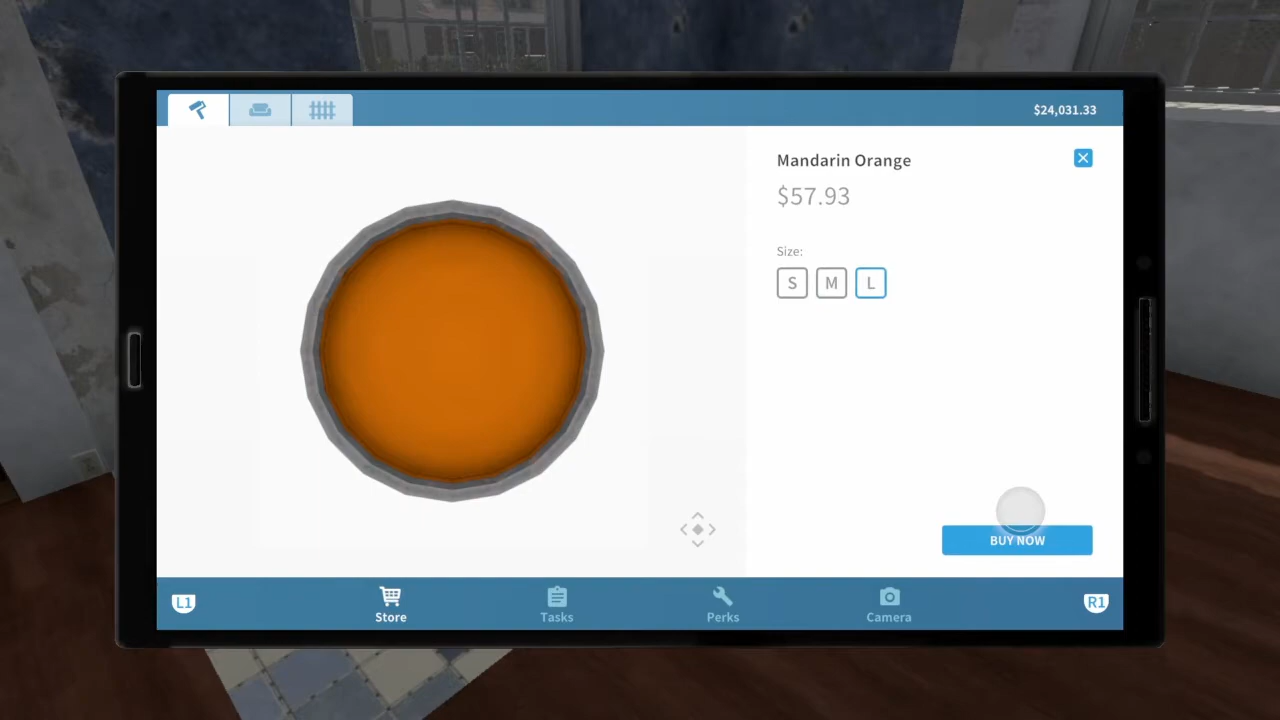 $24,031.33
Mandarin Orange
$57.93
Size:
S M L
BUY NOW
L1
Store
Tasks
Perks
Camera
R1